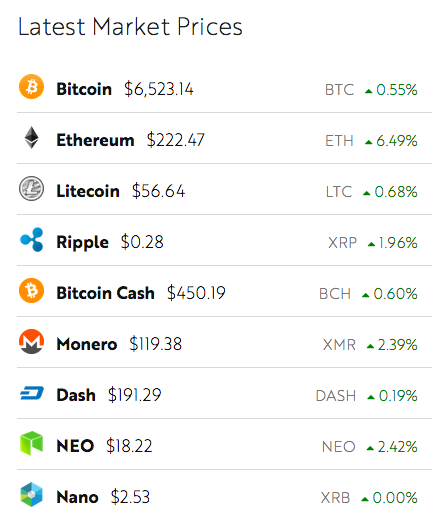 Latest Market Prices
Bitcoin $6,523.14 BTC ▲ 0.55%
Ethereum $222.47 ETH ▲ 6.49%
Litecoin $56.64 LTC ▲ 0.68%
Ripple $0.28 XRP ▲ 1.96%
Bitcoin Cash $450.19 BCH ▲ 0.60%
Monero $119.38 XMR ▲ 2.39%
Dash $191.29 DASH ▲ 0.19%
NEO $18.22 NEO ▲ 2.42%
Nano $2.53 XRB ▲ 0.00%